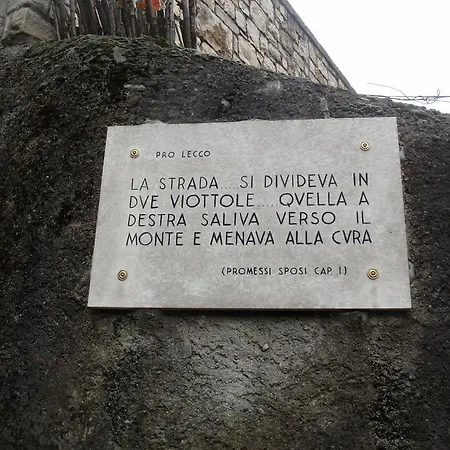 PRO LECCO
LA STRADA.... SI DIVIDEVA IN
DVE VIOTTOLE.... QVELLA A
DESTRA SALIVA VERSO IL
MONTE E MENAVA ALLA CVRA
(PROMESSI SPOSI CAP. I.)